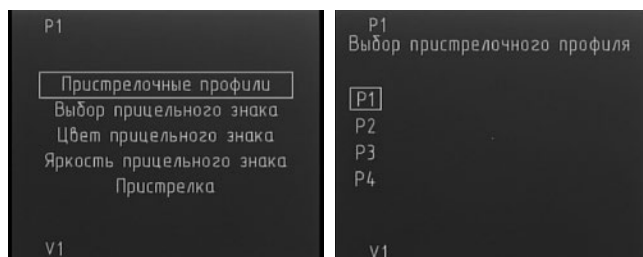 P1
Пристрелочные профили
Выбор прицельного знака
Цвет прицельного знака
Яркость прицельного знака
Пристрелка
V1
P1
Выбор пристрелочного профиля
P1
P2
P3
P4
V1